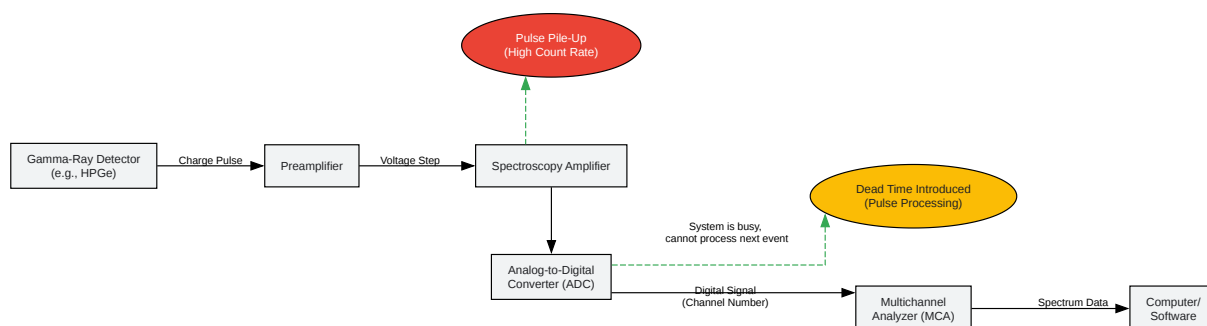 Pulse Pile-Up
(High Count Rate)
Gamma-Ray Detector
(e.g., HPGe)
Charge Pulse
Preamplifier
Voltage Step
Spectroscopy Amplifier
Dead Time Introduced
(Pulse Processing)
System is busy,
cannot process next event
Analog-to-Digital
Converter (ADC)
Digital Signal
(Channel Number)
Multichannel
Analyzer (MCA)
Spectrum Data
Computer/
Software